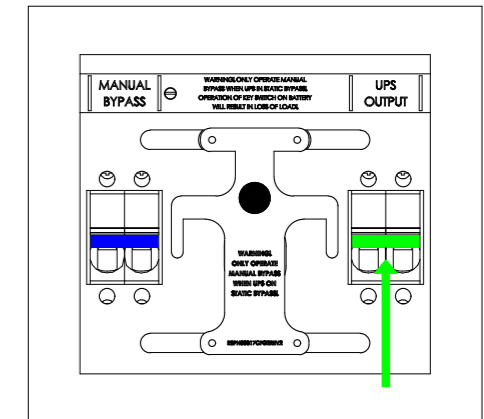 MANUAL
BYPASS
WARNING!, ONLY OPERATE MANUAL
BYPASS WHEN UPS IN STATIC BYPASS!,
OPERATION OF KEY SWITCH ON BATTERY
WILL RESULT IN LOSS OF LOAD!,
UPS
OUTPUT
WARNING!,
ONLY OPERATE
MANUAL BYPASS
WHEN UPS ON
STATIC BYPASS!,